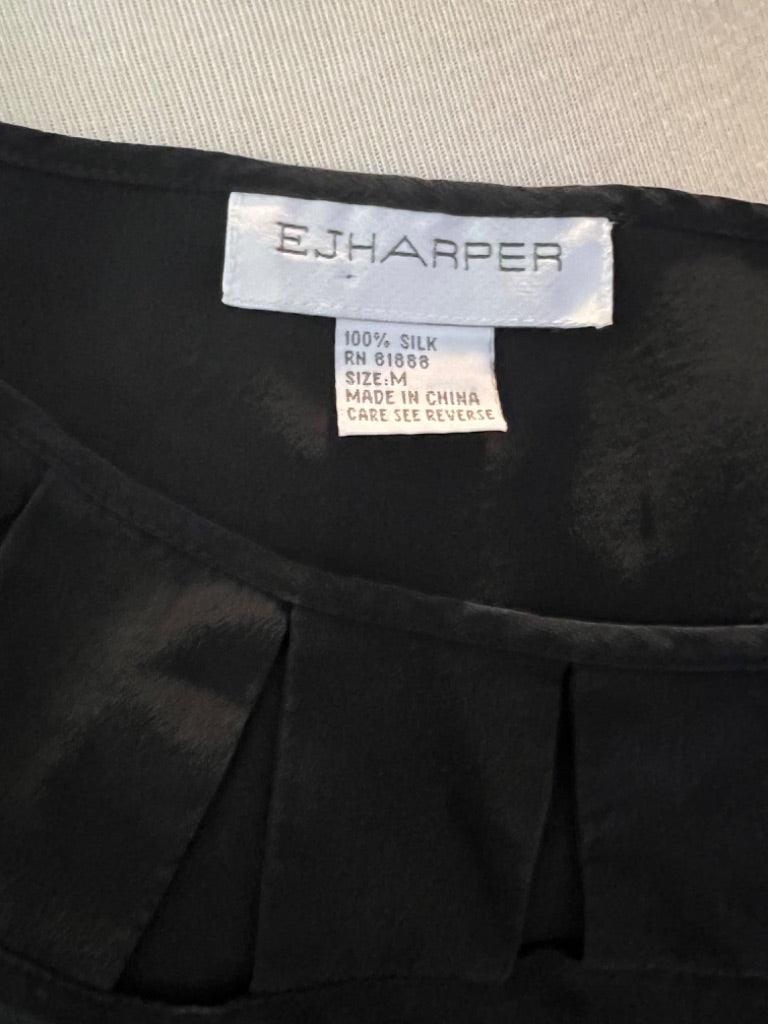 EJHARPER
100% SILK
RN 81888
SIZE:M
MADE IN CHINA
CARE SEE REVERSE